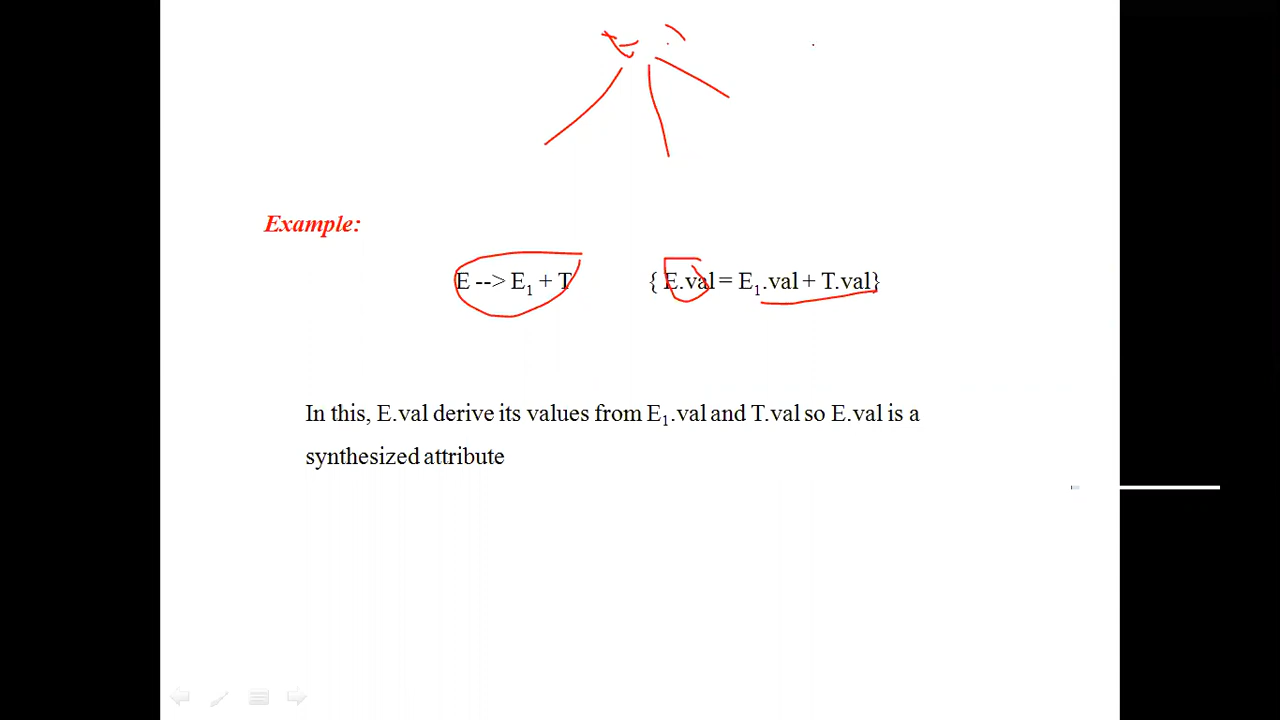 Example:
E --> E₁ + T { E.val = E₁.val + T.val}
In this, E.val derive its values from E₁.val and T.val so E.val is a
synthesized attribute